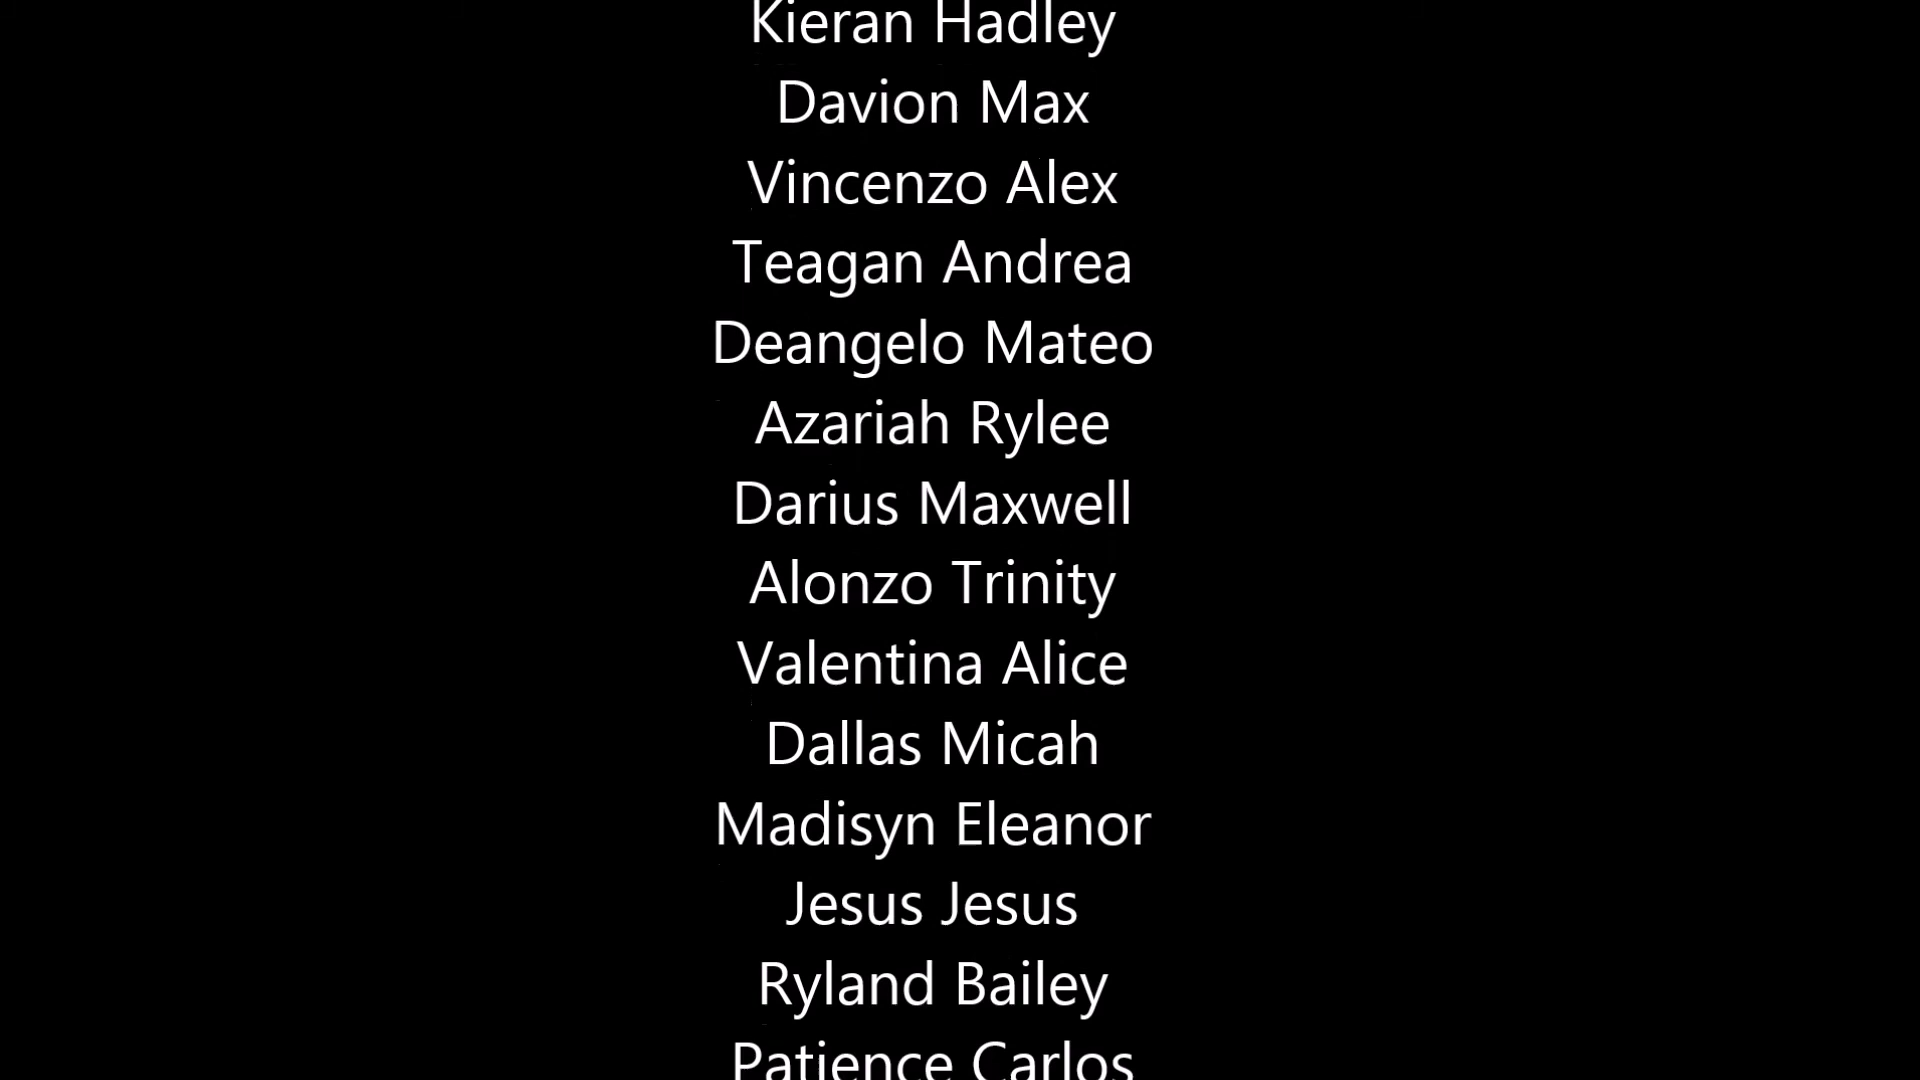 Kieran Hadley
Davion Max
Vincenzo Alex
Teagan Andrea
Deangelo Mateo
Azariah Rylee
Darius Maxwell
Alonzo Trinity
Valentina Alice
Dallas Micah
Madisyn Eleanor
Jesus Jesus
Ryland Bailey
Patience Carlos